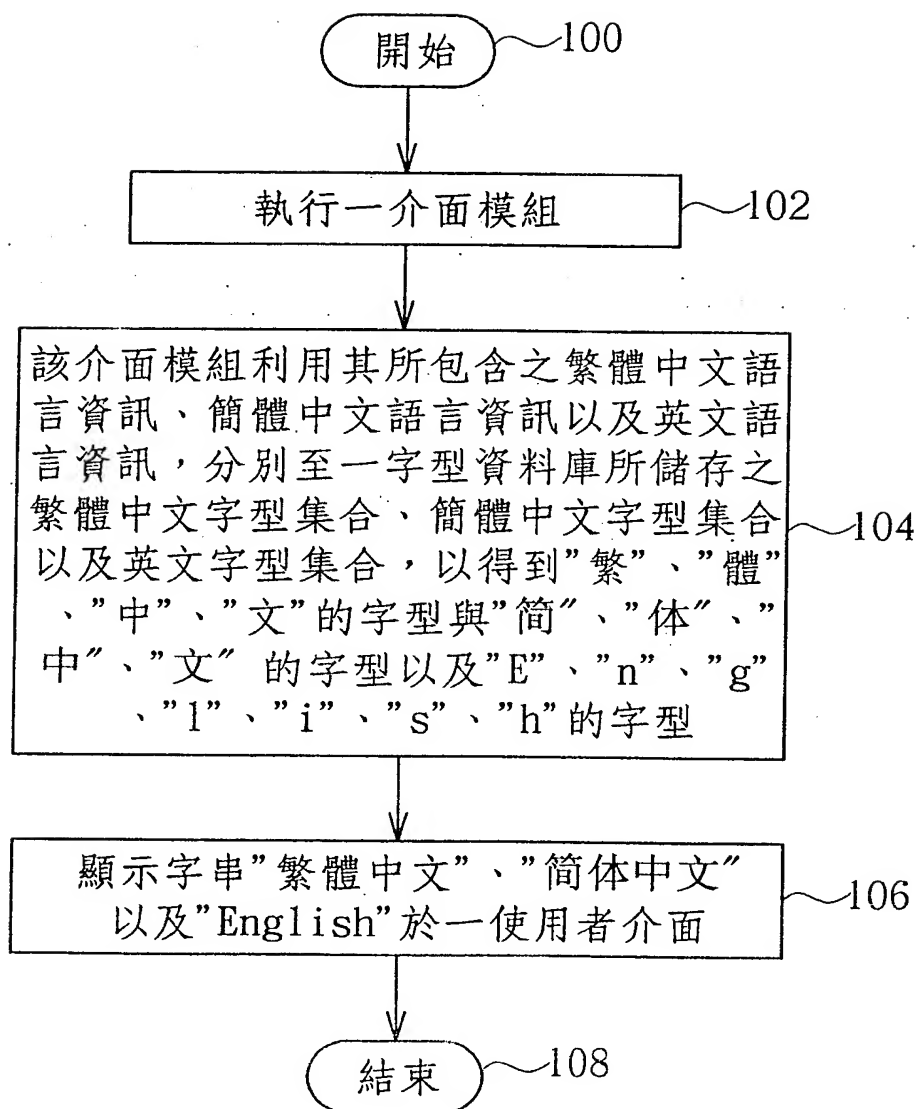 開始 100
執行一介面模組 102
該介面模組利用其所包含之繁體中文語
言資訊、簡體中文語言資訊以及英文語
言資訊，分別至一字型資料庫所儲存之
繁體中文字型集合、簡體中文字型集合 104
以及英文字型集合，以得到”繁”、”體”
、”中”、”文”的字型與”简″、”体″、”
中″、”文″ 的字型以及”E”、”n”、”g”
、”l”、”i”、”s”、”h”的字型
顯示字串”繁體中文”、”简体中文″ 106
以及”English”於一使用者介面
結束 108